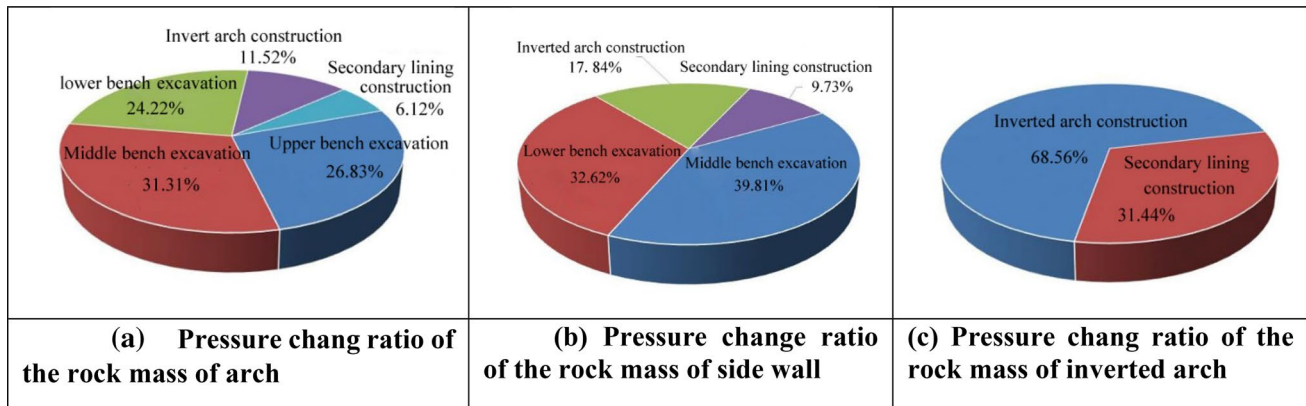 Invert arch construction
11.52%
Secondary lining
construction
6.12%
lower bench excavation
24.22%
Upper bench excavation
26.83%
Middle bench excavation
31.31%
(a) Pressure chang ratio of
the rock mass of arch
Inverted arch construction
17. 84%
Secondary lining construction
9.73%
Lower bench excavation
32.62%
Middle bench excavation
39.81%
(b) Pressure change ratio
of the rock mass of side wall
Inverted arch construction
68.56%
Secondary lining
construction
31.44%
(c) Pressure chang ratio of the
rock mass of inverted arch